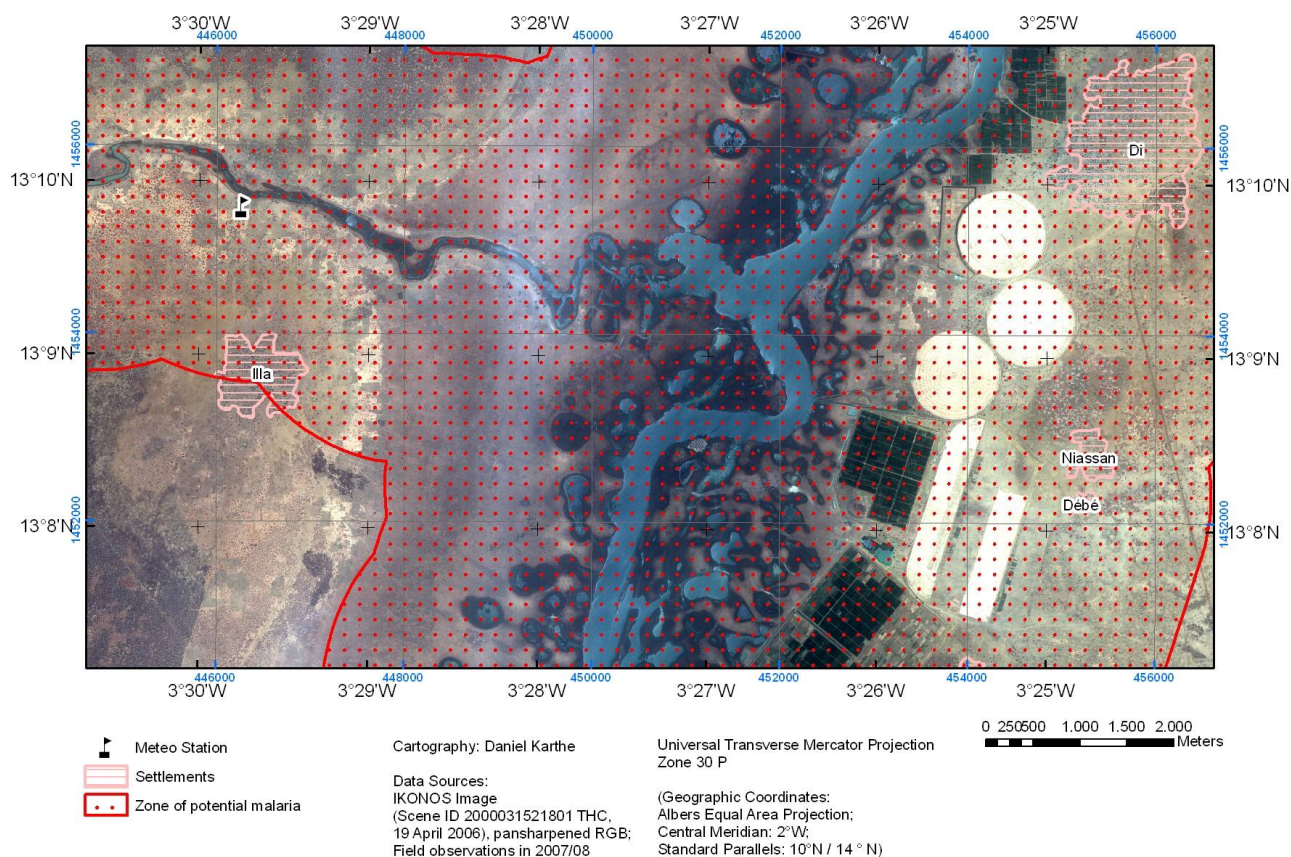 3°30'W 3°29'W 3°28'W 3°27'W 3°26'W 3°25'W
446000 448000 450000 452000 454000 456000
1456000 1456000
Di
13°10'N 13°10'N
1454000 1454000
13°9'N 13°9'N
Illa
Niassan
Débé
1452000 1452000
13°8'N 13°8'N
446000 448000 450000 452000 454000 456000
3°30'W 3°29'W 3°28'W 3°27'W 3°26'W 3°25'W
Meteo Station
Settlements
Zone of potential malaria
Cartography: Daniel Karthe
Data Sources:
IKONOS Image
(Scene ID 2000031521801 THC,
19 April 2006), pansharpened RGB;
Field observations in 2007/08
Universal Transverse Mercator Projection
Zone 30 P
(Geographic Coordinates:
Albers Equal Area Projection;
Central Meridian: 2°W;
Standard Parallels: 10°N / 14 ° N)
0 250500 1.000 1.500 2.000
Meters